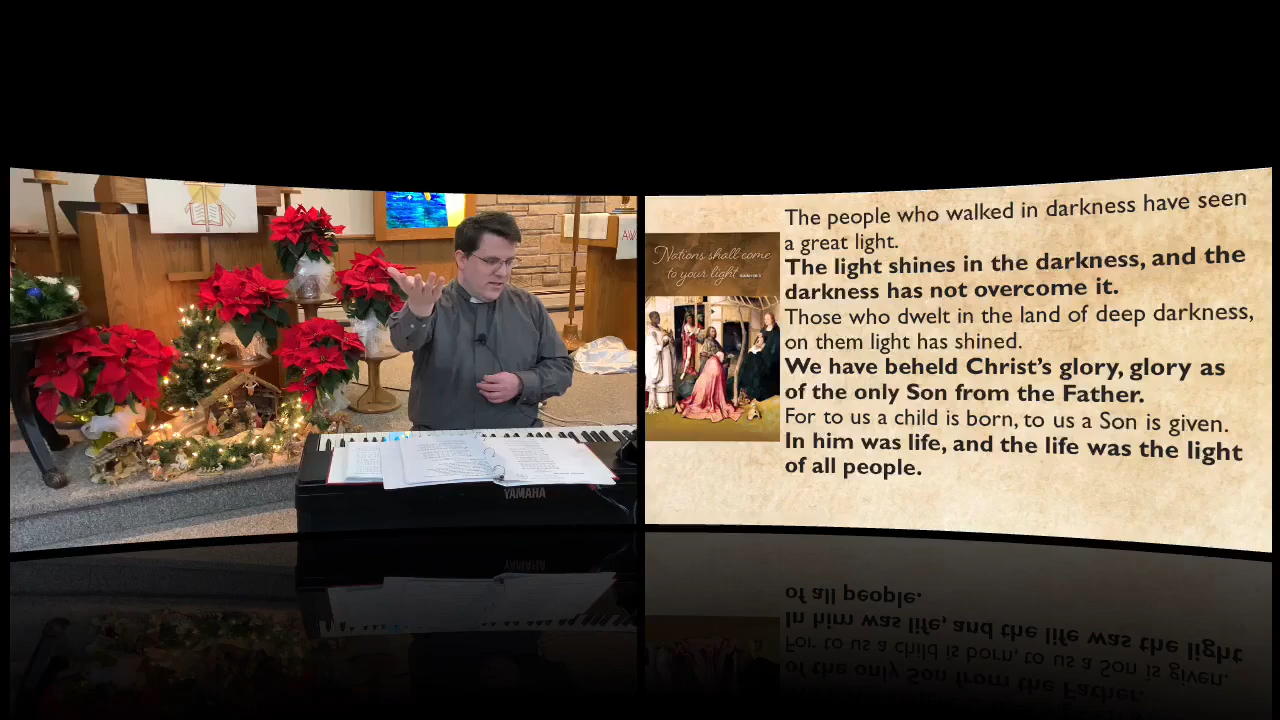 Nations shall come
to your light
The people who walked in darkness have seen
a great light.
The light shines in the darkness, and the
darkness has not overcome it.
Those who dwelt in the land of deep darkness,
on them light has shined.
We have beheld Christ’s glory, glory as
of the only Son from the Father.
For to us a child is born, to us a Son is given.
In him was life, and the life was the light
of all people.
YAMAHA